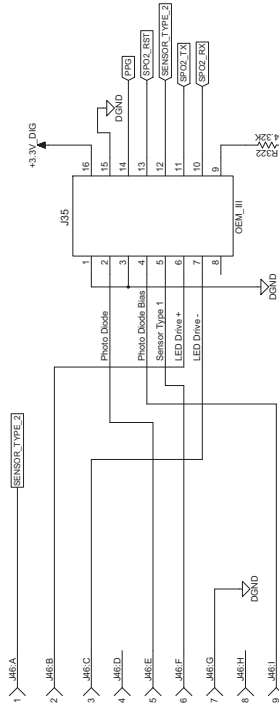 +3.3V_DIG
J35
16
15
14
13
12
11
10
9
1
2
3
4
5
6
7
8
OEM_III
DGND
PPG
SPO2_RST
SENSOR_TYPE_2
SPO2_TX
SPO2_RX
R322
4.32K
Photo Diode
Photo Diode Bias
Sensor Type 1
LED Drive +
LED Drive -
DGND
SENSOR_TYPE_2
DGND
1 J46:A
2 J46:B
3 J46:C
4 J46:D
5 J46:E
6 J46:F
7 J46:G
8 J46:H
9 J46:I